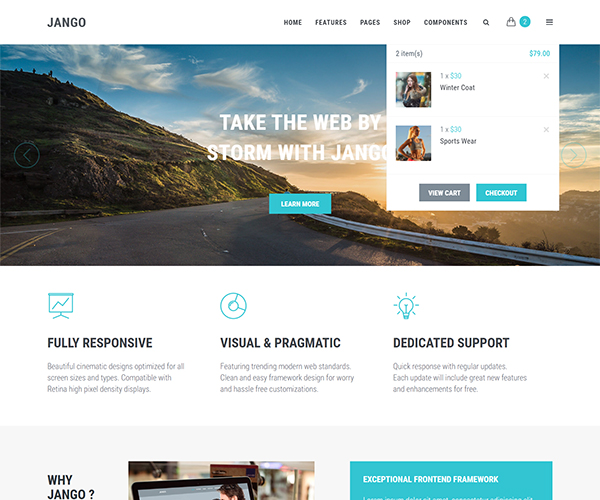 JANGO
HOME FEATURES PAGES SHOP COMPONENTS 2
2 item(s) $79.00
1 x $30
Winter Coat
1 x $30
Sports Wear
VIEW CART CHECKOUT
TAKE THE WEB BY
STORM WITH JANGO
LEARN MORE
FULLY RESPONSIVE
Beautiful cinematic designs optimized for all
screen sizes and types. Compatible with
Retina high pixel density displays.
VISUAL & PRAGMATIC
Featuring trending modern web standards.
Clean and easy framework design for worry
and hassle free customizations.
DEDICATED SUPPORT
Quick response with regular updates.
Each update will include great new features
and enhancements for free.
WHY
JANGO ?
EXCEPTIONAL FRONTEND FRAMEWORK